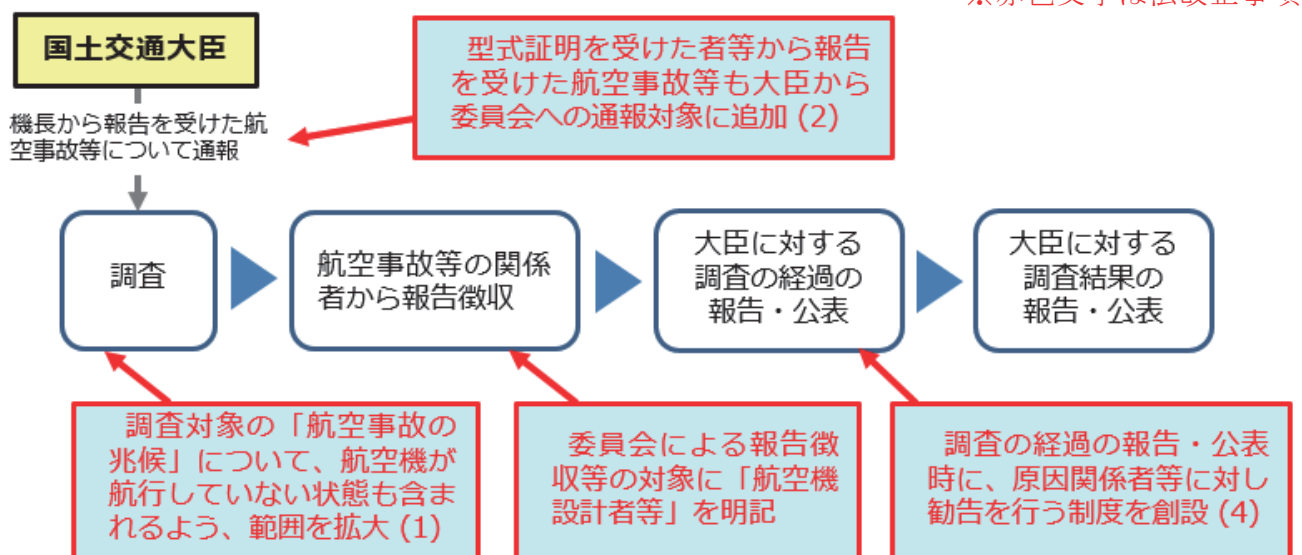 国土交通大臣
機長から報告を受けた航
空事故等について通報
型式証明を受けた者等から報告
を受けた航空事故等も大臣から
委員会への通報対象に追加 (2)
調査
航空事故等の関係
者から報告徴収
大臣に対する
調査の経過の
報告・公表
大臣に対する
調査結果の
報告・公表
調査対象の「航空事故の
兆候」について、航空機が
航行していない状態も含ま
れるよう、範囲を拡大 (1)
委員会による報告徴
収等の対象に「航空機
設計者等」を明記
調査の経過の報告・公表
時に、原因関係者等に対し
勧告を行う制度を創設 (4)